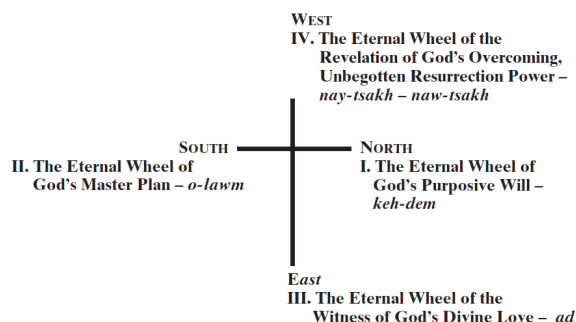 WEST
IV. The Eternal Wheel of the
Revelation of God's Overcoming,
Unbegotten Resurrection Power –
nay-tsakh – naw-tsakh
SOUTH
II. The Eternal Wheel of
God's Master Plan – o-lawm
NORTH
I. The Eternal Wheel of
God's Purposive Will –
keh-dem
East
III. The Eternal Wheel of the
Witness of God's Divine Love – ad